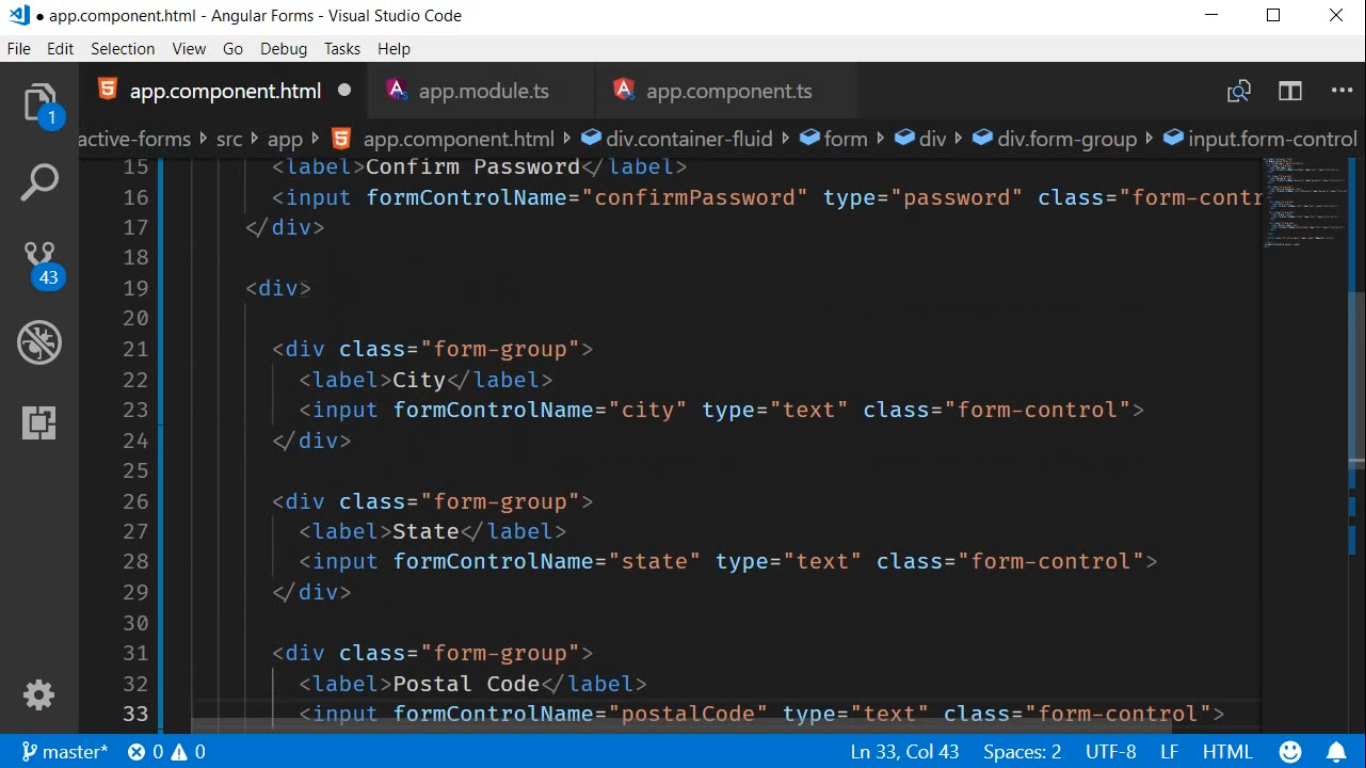 ● app.component.html - Angular Forms - Visual Studio Code
File Edit Selection View Go Debug Tasks Help
app.component.html ● app.module.ts app.component.ts
active-forms › src › app › app.component.html › div.container-fluid › form › div › div.form-group › input.form-control
15 <label>Confirm Password</label>
16 <input formControlName="confirmPassword" type="password" class="form-contr
17 </div>
18
19 <div>
20
21 <div class="form-group">
22 <label>City</label>
23 <input formControlName="city" type="text" class="form-control">
24 </div>
25
26 <div class="form-group">
27 <label>State</label>
28 <input formControlName="state" type="text" class="form-control">
29 </div>
30
31 <div class="form-group">
32 <label>Postal Code</label>
33 <input formControlName="postalCode" type="text" class="form-control">
1
43
master* 0 0 Ln 33, Col 43 Spaces: 2 UTF-8 LF HTML